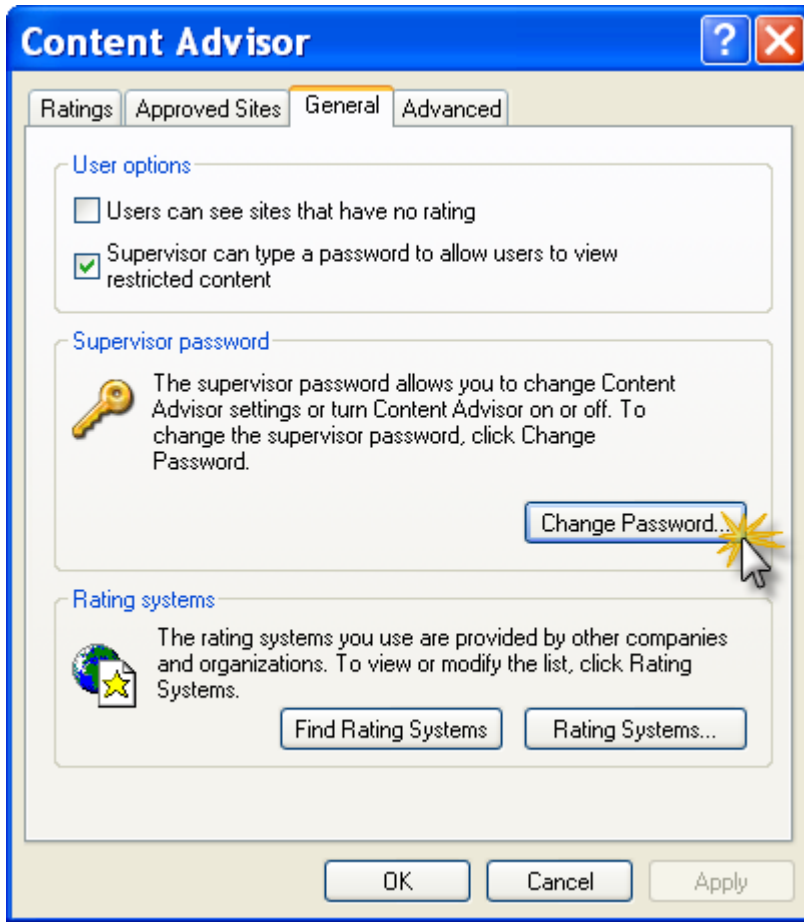 Content Advisor
Ratings Approved Sites General Advanced
User options
Users can see sites that have no rating
Supervisor can type a password to allow users to view
restricted content
Supervisor password
The supervisor password allows you to change Content
Advisor settings or turn Content Advisor on or off. To
change the supervisor password, click Change
Password.
Change Password...
Rating systems
The rating systems you use are provided by other companies
and organizations. To view or modify the list, click Rating
Systems.
Find Rating Systems Rating Systems...
OK Cancel Apply